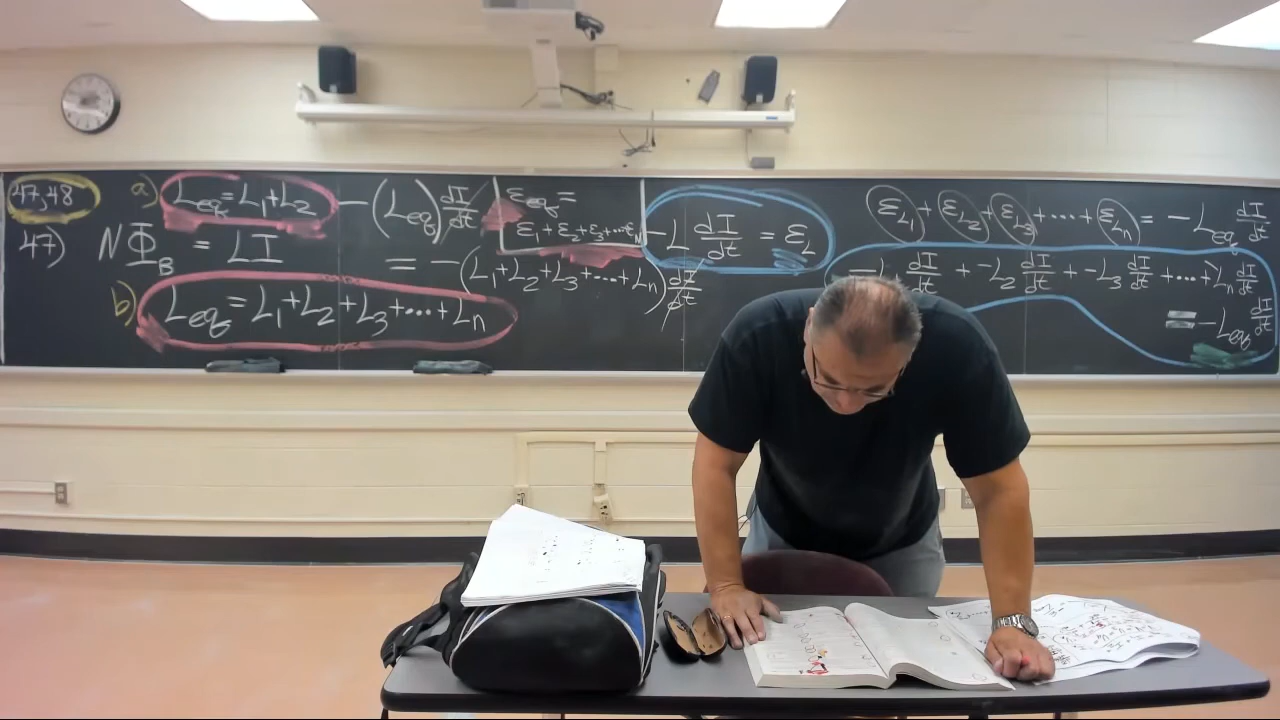 47,48
a) Leq = L1 + L2
47) NΦB = LI
b) Leq = L1 + L2 + L3 + ··· + Ln
-(Leq) dI/dt
= -(L1 + L2 + L3 + ··· + Ln) dI/dt
εeq =
ε1 + ε2 + ε3 + ··· εN
-L dI/dt = εL
εL1 + εL2 + εL3 + ···· + εLn = -Leq dI/dt
-L1 dI/dt + -L2 dI/dt + -L3 dI/dt + ··· + -Ln dI/dt
= -Leq dI/dt